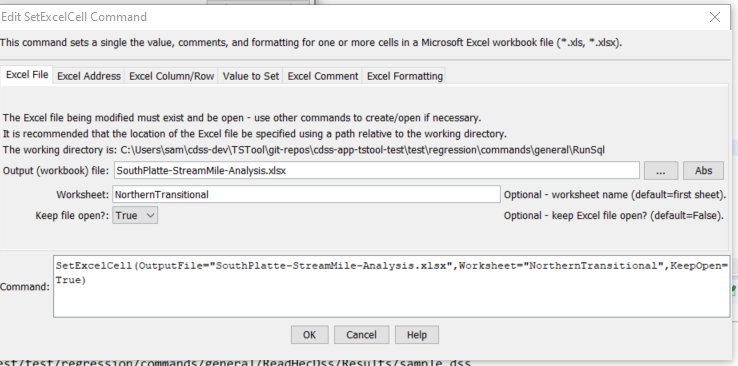 Edit SetExcelCell Command
This command sets a single the value, comments, and formatting for one or more cells in a Microsoft Excel workbook file (*.xls, *.xlsx).
Excel File Excel Address Excel Column/Row Value to Set Excel Comment Excel Formatting
The Excel file being modified must exist and be open - use other commands to create/open if necessary.
It is recommended that the location of the Excel file be specified using a path relative to the working directory.
The working directory is: C:\Users\sam\cdss-dev\TSTool\git-repos\cdss-app-tstool-test\test\regression\commands\general\RunSql
Output (workbook) file: SouthPlatte-StreamMile-Analysis.xlsx ... Abs
Worksheet: NorthernTransitional Optional - worksheet name (default=first sheet).
Keep file open?: True Optional - keep Excel file open? (default=False).
Command: SetExcelCell(OutputFile="SouthPlatte-StreamMile-Analysis.xlsx",Worksheet="NorthernTransitional",KeepOpen=
True)
OK Cancel Help
est/test/regression/commands/general/ReadHecDss/Results/sample.dss